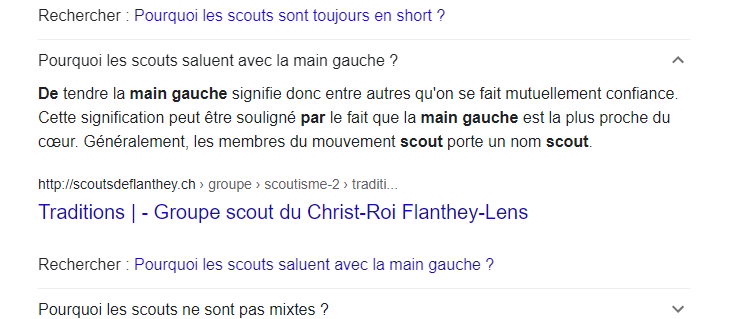 Rechercher : Pourquoi les scouts sont toujours en short ?
Pourquoi les scouts saluent avec la main gauche ?
De tendre la main gauche signifie donc entre autres qu'on se fait mutuellement confiance.
Cette signification peut être souligné par le fait que la main gauche est la plus proche du
cœur. Généralement, les membres du mouvement scout porte un nom scout.
http://scoutsdeflanthey.ch › groupe › scoutisme-2 › traditi...
Traditions | - Groupe scout du Christ-Roi Flanthey-Lens
Rechercher : Pourquoi les scouts saluent avec la main gauche ?
Pourquoi les scouts ne sont pas mixtes ?